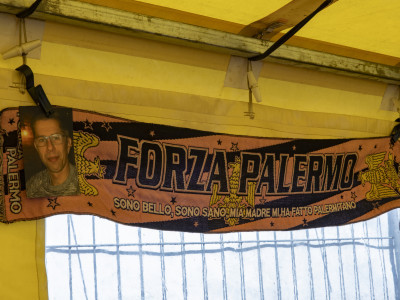 PALERMO
FORZA PALERMO
SONO BELLO, SONO SANO, MIA MADRE MI HA FATTO PALERMITANO